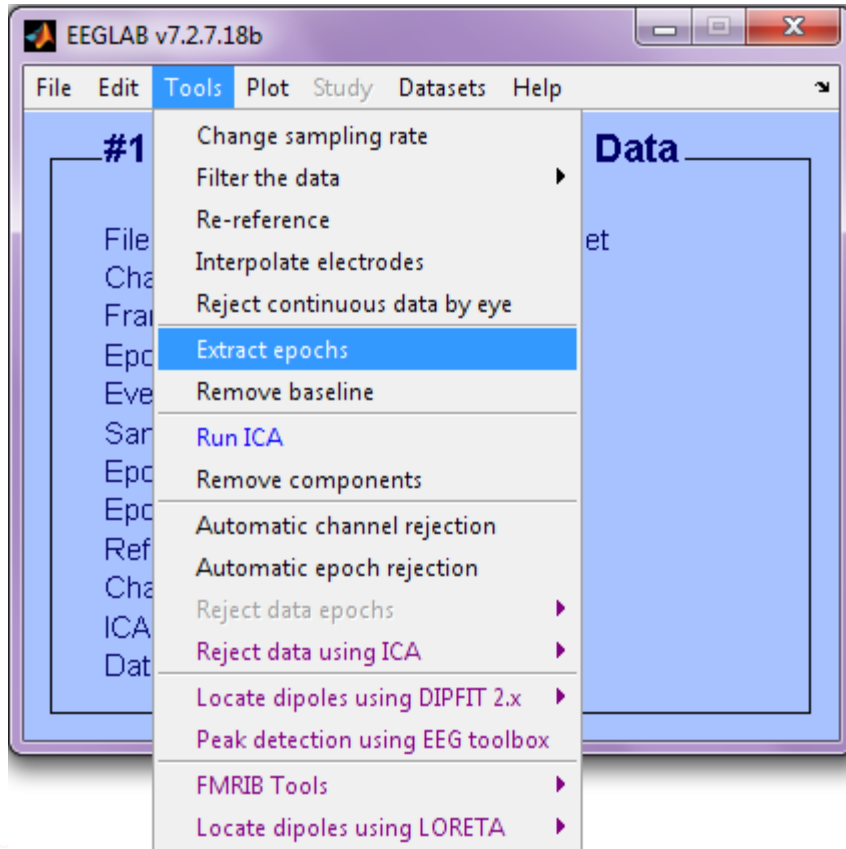 EEGLAB v7.2.7.18b
File Edit Tools Plot Study Datasets Help
#1 Data
Change sampling rate
Filter the data
Re-reference
File et
Interpolate electrodes
Cha
Reject continuous data by eye
Fra
Extract epochs
Epo
Remove baseline
Eve
Run ICA
Sar
Remove components
Epo
Automatic channel rejection
Epo
Automatic epoch rejection
Ref
Reject data epochs
Cha
Reject data using ICA
ICA
Dat
Locate dipoles using DIPFIT 2.x
Peak detection using EEG toolbox
FMRIB Tools
Locate dipoles using LORETA